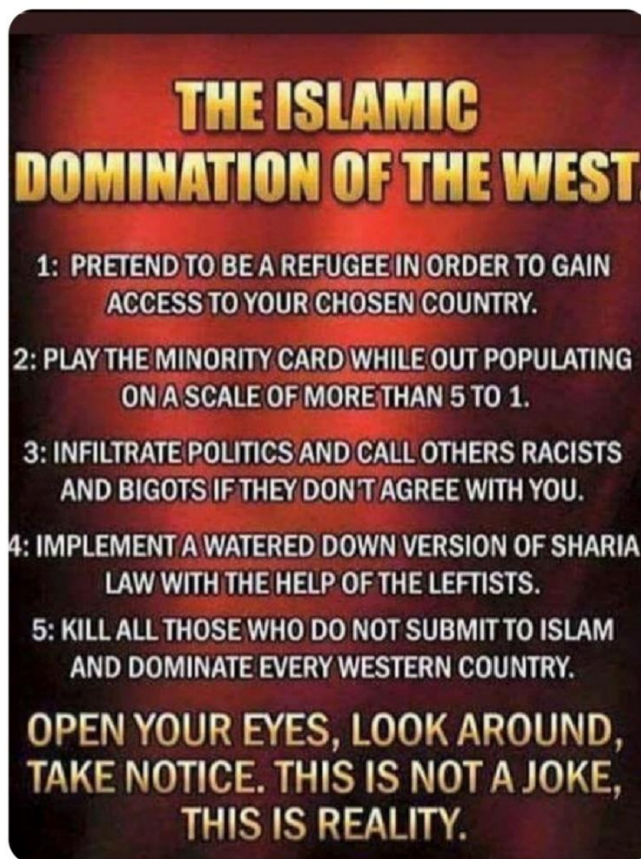 THE ISLAMIC
DOMINATION OF THE WEST
1: PRETEND TO BE A REFUGEE IN ORDER TO GAIN
ACCESS TO YOUR CHOSEN COUNTRY.
2: PLAY THE MINORITY CARD WHILE OUT POPULATING
ON A SCALE OF MORE THAN 5 TO 1.
3: INFILTRATE POLITICS AND CALL OTHERS RACISTS
AND BIGOTS IF THEY DON'T AGREE WITH YOU.
4: IMPLEMENT A WATERED DOWN VERSION OF SHARIA
LAW WITH THE HELP OF THE LEFTISTS.
5: KILL ALL THOSE WHO DO NOT SUBMIT TO ISLAM
AND DOMINATE EVERY WESTERN COUNTRY.
OPEN YOUR EYES, LOOK AROUND,
TAKE NOTICE. THIS IS NOT A JOKE,
THIS IS REALITY.